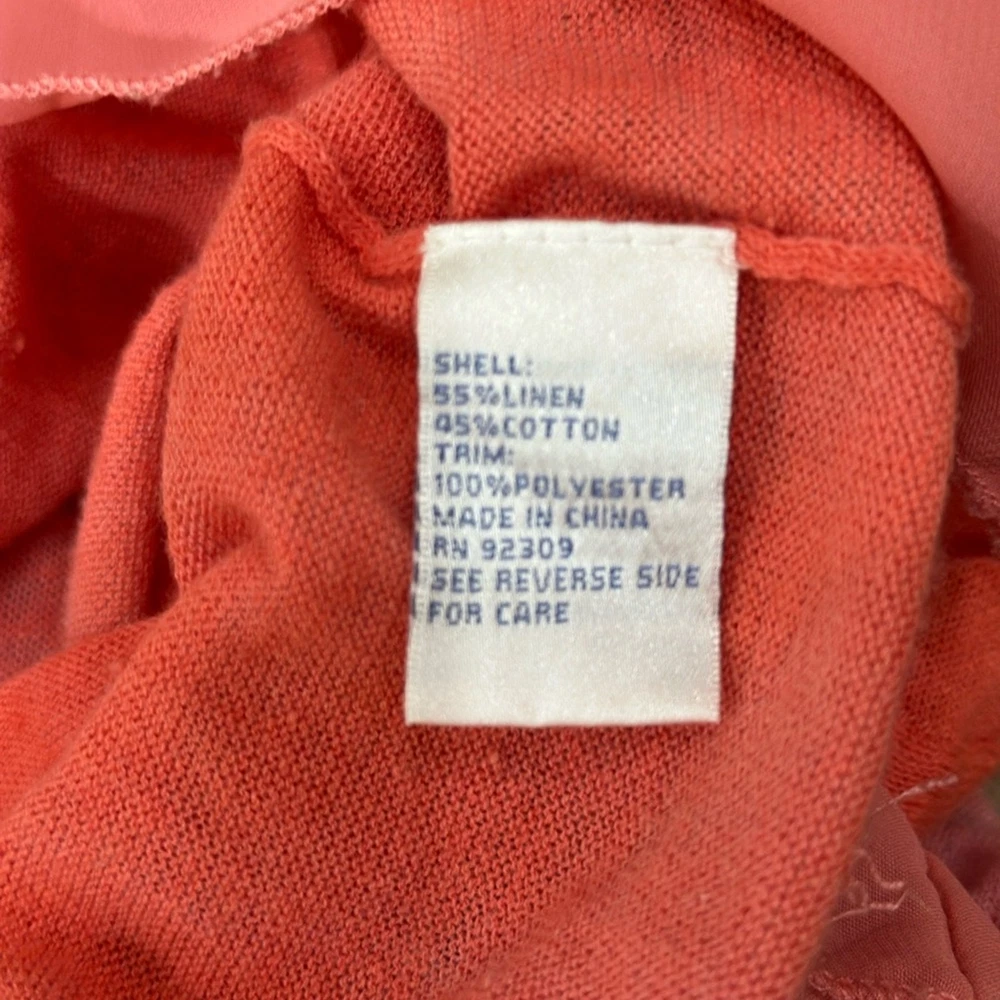 SHELL:
55%LINEN
45%COTTON
TRIM:
100%POLYESTER
MADE IN CHINA
RN 92309
SEE REVERSE SIDE
FOR CARE